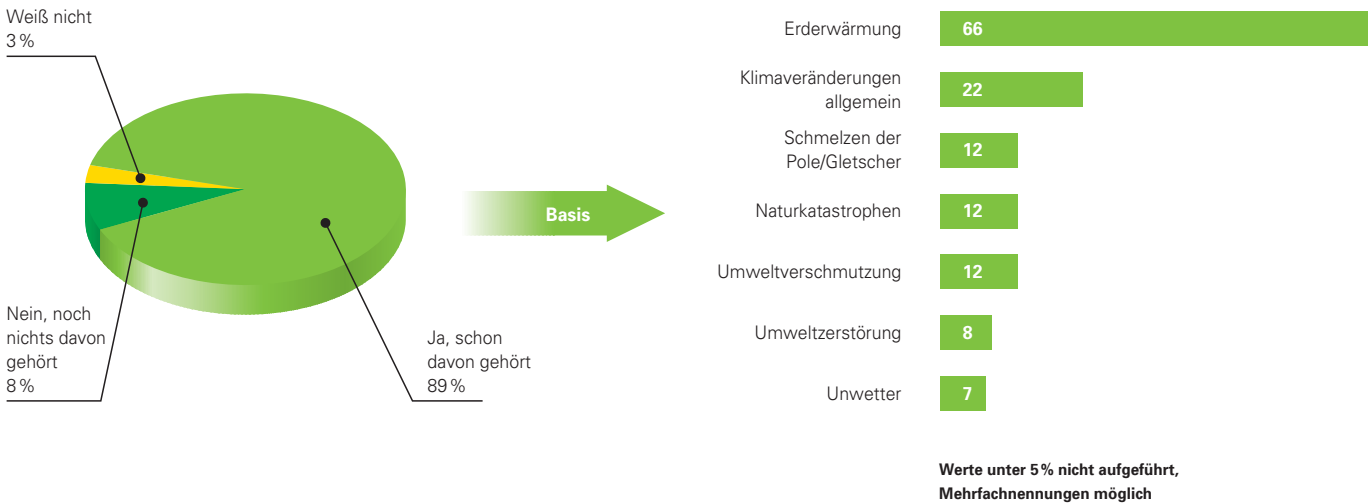 Weiß nicht
3 %
Nein, noch
nichts davon
gehört
8 %
Ja, schon
davon gehört
89 %
Basis
Erderwärmung
66
Klimaveränderungen
allgemein
22
Schmelzen der
Pole/Gletscher
12
Naturkatastrophen
12
Umweltverschmutzung
12
Umweltzerstörung
8
Unwetter
7
Werte unter 5 % nicht aufgeführt,
Mehrfachnennungen möglich